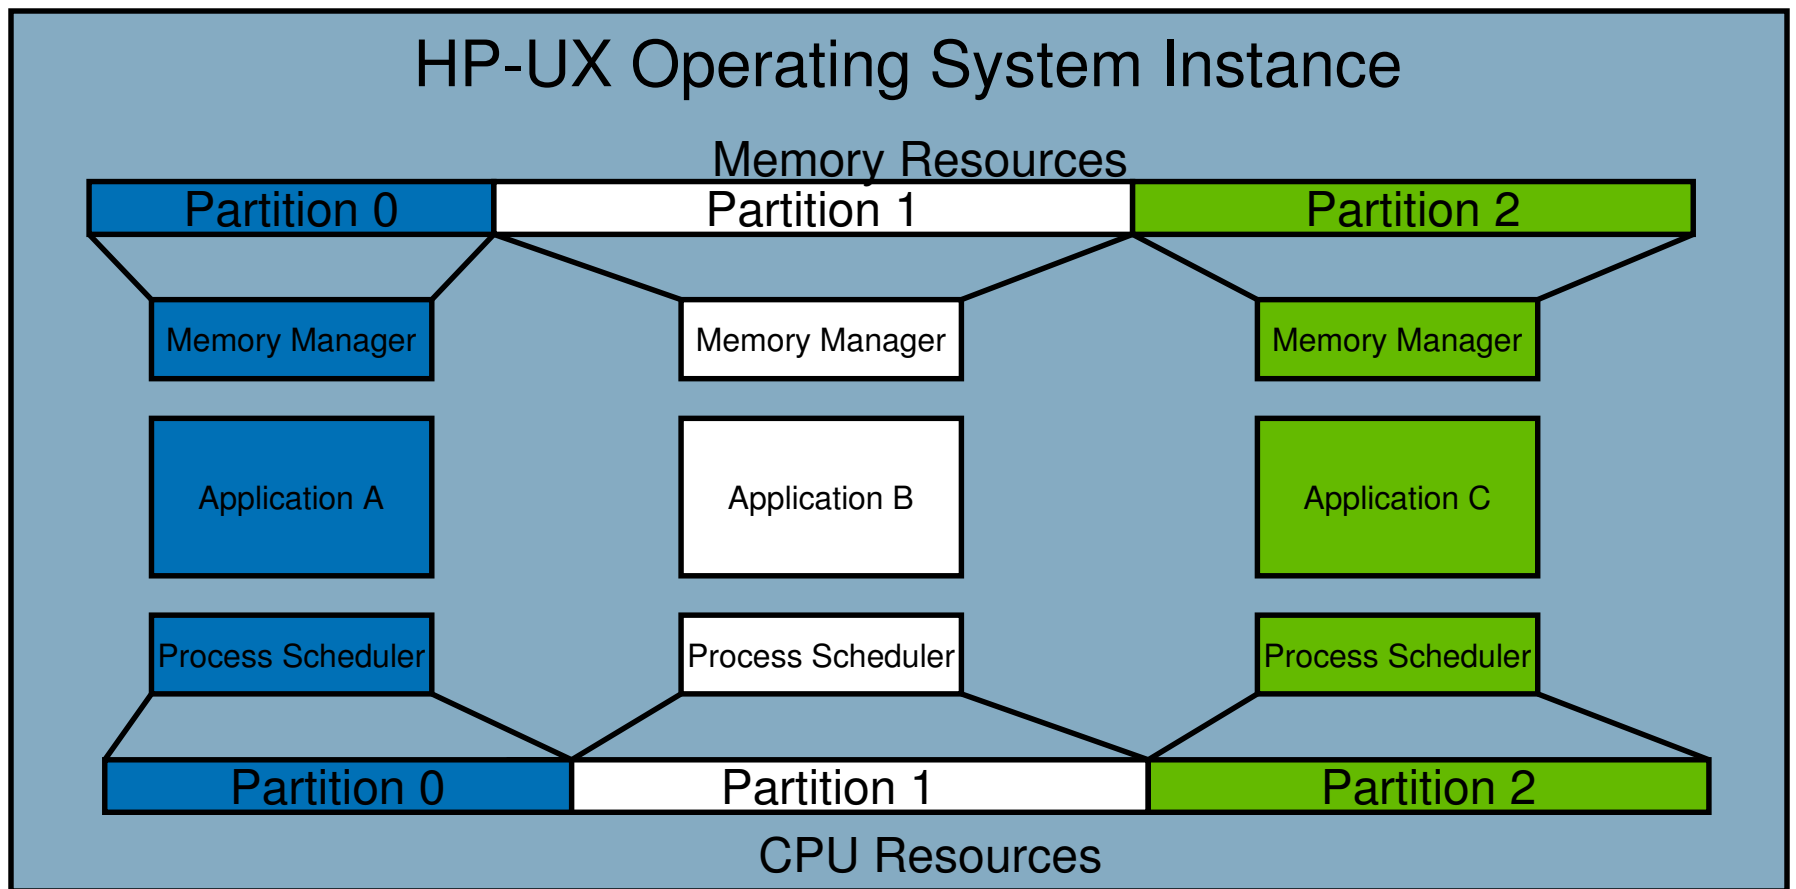 HP-UX Operating System Instance
Memory Resources
Partition 0 Partition 1 Partition 2
Memory Manager Memory Manager Memory Manager
Application A Application B Application C
Process Scheduler Process Scheduler Process Scheduler
Partition 0 Partition 1 Partition 2
CPU Resources